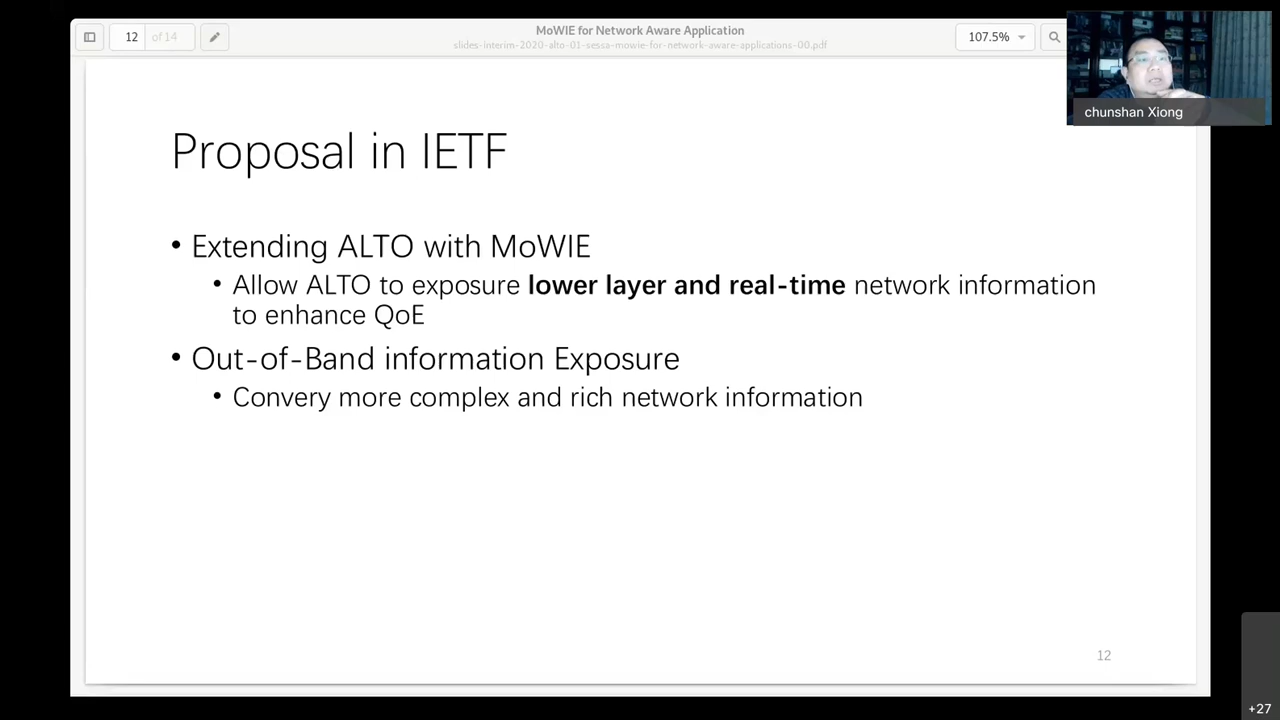 12 of 14
MoWIE for Network Aware Application
slides-interim-2020-alto-01-sessa-mowie-for-network-aware-applications-00.pdf
107.5%
chunshan Xiong
Proposal in IETF
• Extending ALTO with MoWIE
• Allow ALTO to exposure lower layer and real-time network information
to enhance QoE
• Out-of-Band information Exposure
• Convery more complex and rich network information
12
+27